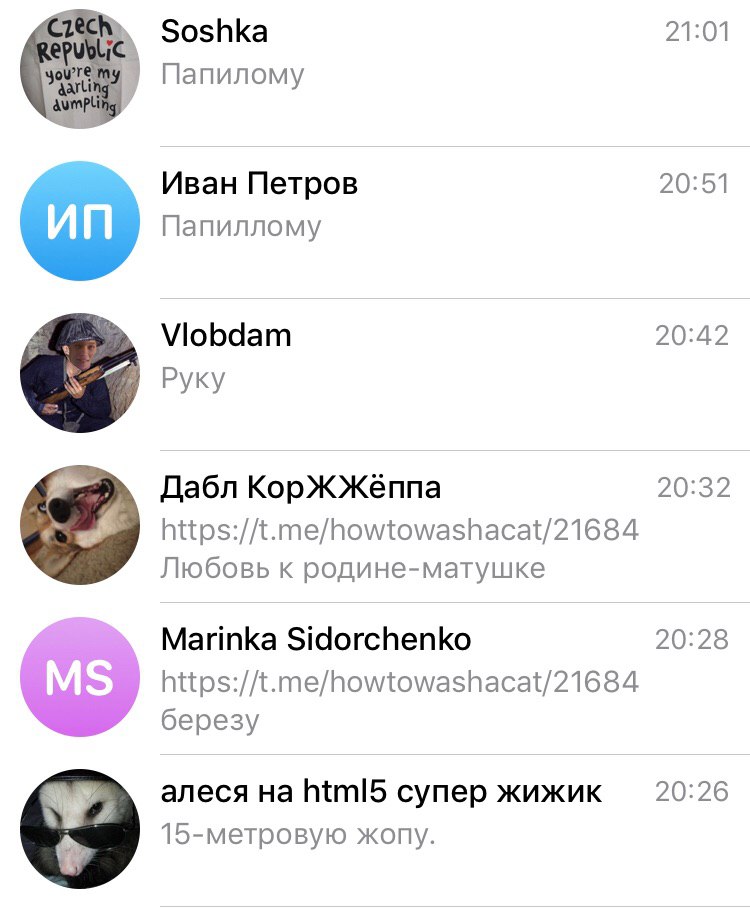 Czech
Republic
you're my
darling
dumpling
Soshka 21:01
Папилому
ИП
Иван Петров 20:51
Папиллому
Vlobdam 20:42
Руку
Дабл КорЖЖёппа 20:32
https://t.me/howtowashacat/21684
Любовь к родине-матушке
MS
Marinka Sidorchenko 20:28
https://t.me/howtowashacat/21684
березу
алеся на html5 супер жижик 20:26
15-метровую жопу.